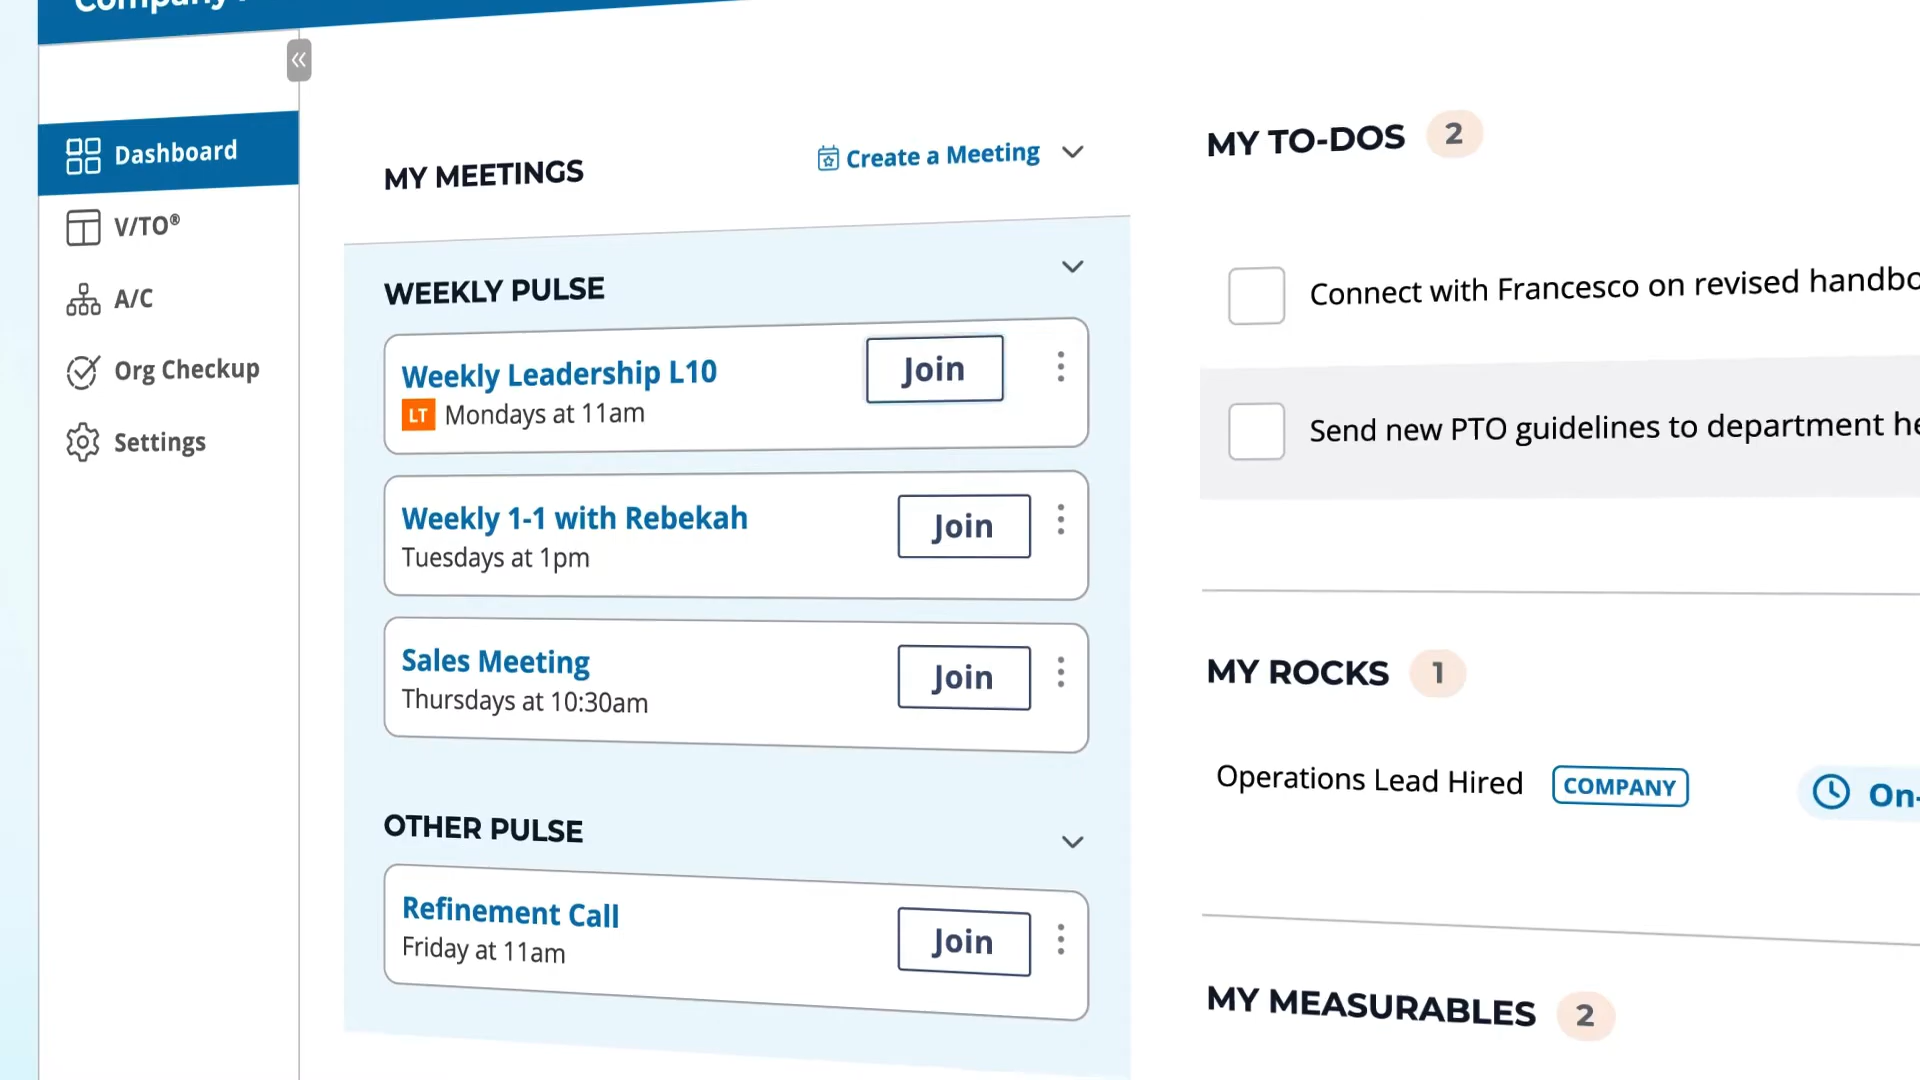 Company
Dashboard
V/TO®
A/C
Org Checkup
Settings
MY MEETINGS
Create a Meeting
WEEKLY PULSE
Weekly Leadership L10
Join
LT Mondays at 11am
Weekly 1-1 with Rebekah
Join
Tuesdays at 1pm
Sales Meeting
Join
Thursdays at 10:30am
OTHER PULSE
Refinement Call
Join
Friday at 11am
MY TO-DOS 2
Connect with Francesco on revised handbo
Send new PTO guidelines to department he
MY ROCKS 1
Operations Lead Hired COMPANY On-
MY MEASURABLES 2